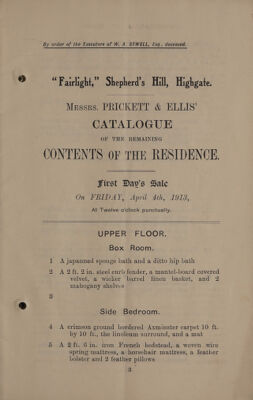 By order of the Executors of W. A. BYWELL, Esq., deceased.
"Fairlight," Shepherd's Hill, Highgate.
MESSRS. PRICKETT & ELLIS'
CATALOGUE
OF THE REMAINING
CONTENTS OF THE RESIDENCE.
First Day's Sale
On FRIDAY, April 4th, 1913,
At Twelve o'clock punctually.
UPPER FLOOR.
Box Room.
1 A japanned sponge bath and a ditto hip bath
2 A 2 ft. 2 in. steel curb fender, a mantel-board covered
velvet, a wicker barrel linen basket, and 2
mahogany shelves
3
Side Bedroom.
4 A crimson ground bordered Axminster carpet 10 ft.
by 10 ft., the linoleum surround, and a mat
5 A 2 ft. 6 in. iron French bedstead, a woven wire
spring mattress, a horsehair mattress, a feather
bolster and 2 feather pillows
3